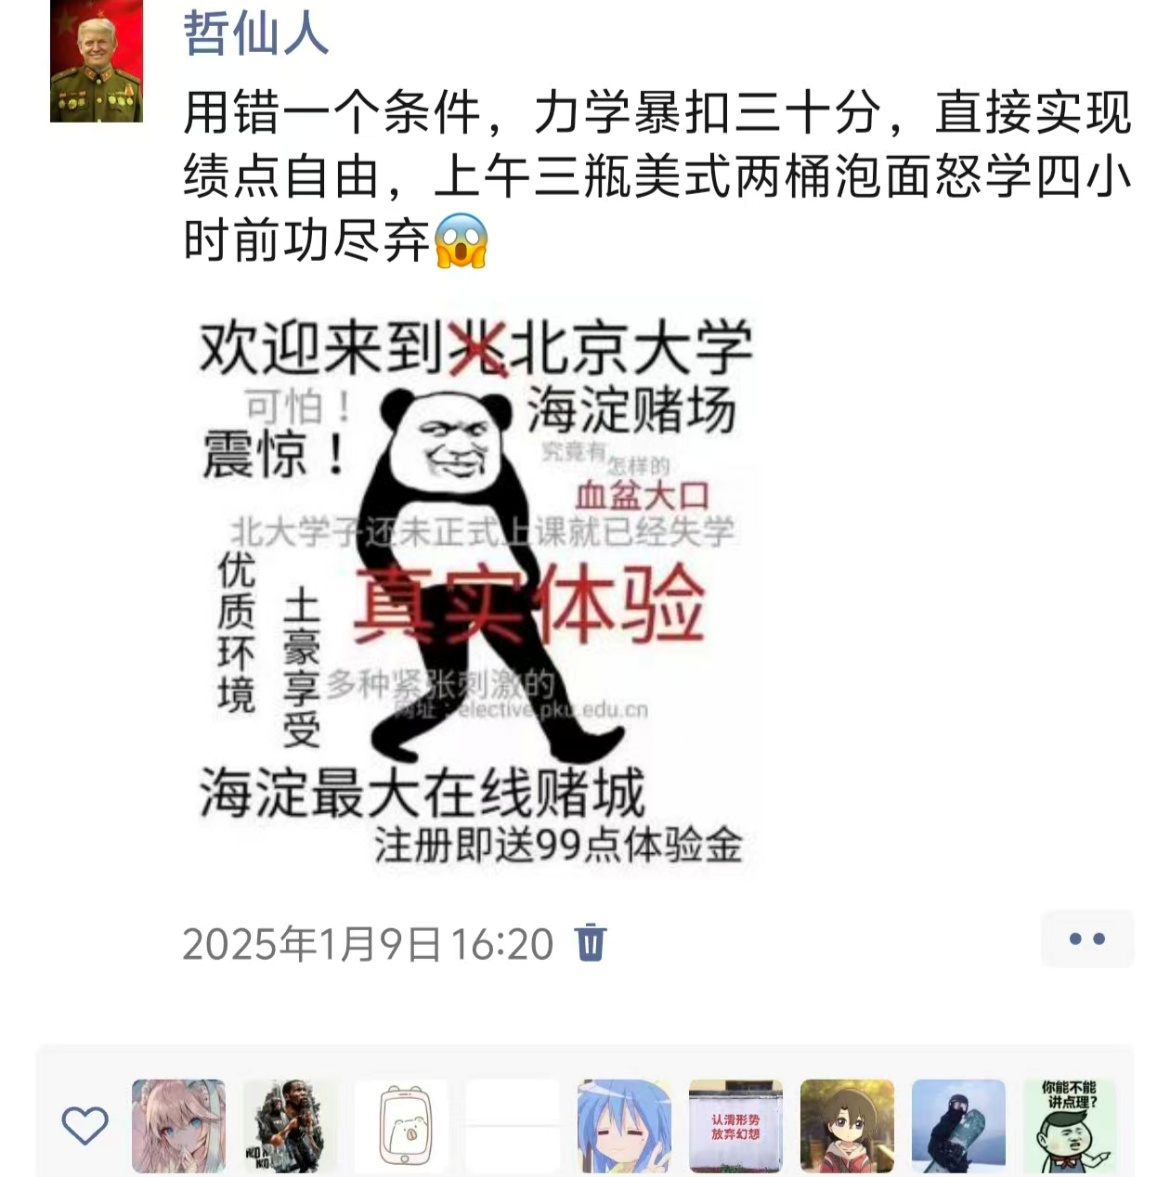 哲仙人
用错一个条件，力学暴扣三十分，直接实现
绩点自由，上午三瓶美式两桶泡面怒学四小
时前功尽弃😱
欢迎来到北京大学
可怕！
海淀赌场
震惊！
究竟有
怎样的
血盆大口
北大学子还未正式上课就已经失学
优质环境
土豪享受
真实体验
多种紧张刺激的
网址：elective.pku.edu.cn
海淀最大在线赌城
注册即送99点体验金
2025年1月9日 16:20
认清形势
放弃幻想
你能不能
讲点理？